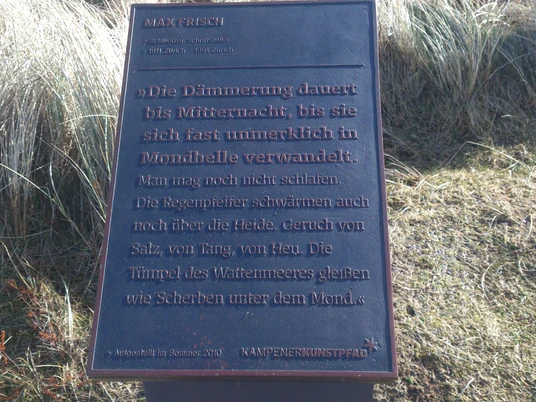 MAX FRISCH
> Schweizer Schriftsteller
> 1911 Zürich – 1991 Zürich
»Die Dämmerung dauert
bis Mitternacht, bis sie
sich fast unmerklich in
Mondhelle verwandelt.
Man mag noch nicht schlafen.
Die Regenpfeifer schwärmen auch
noch über die Heide. Geruch von
Salz, von Tang, von Heu. Die
Tümpel des Wattenmeeres gleißen
wie Scherben unter dem Mond.«
> Aufgestellt im Sommer 2010
KAMPENERKUNSTPFAD